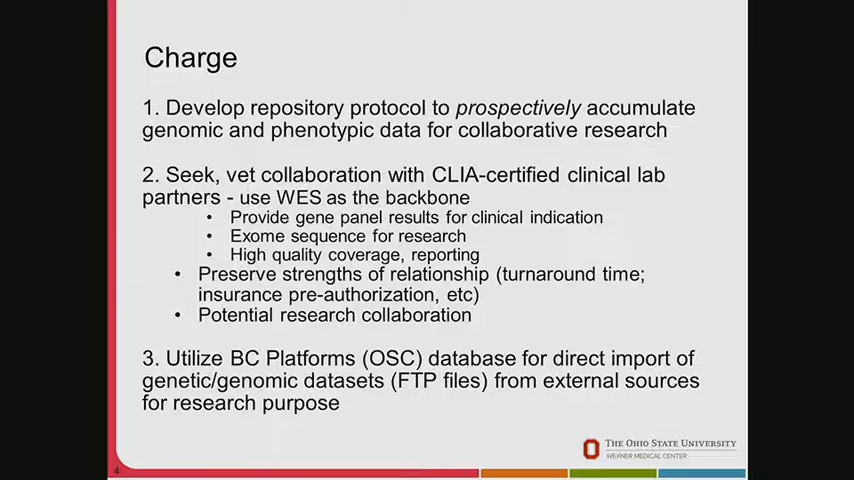 Charge
1. Develop repository protocol to prospectively accumulate
genomic and phenotypic data for collaborative research
2. Seek, vet collaboration with CLIA-certified clinical lab
partners - use WES as the backbone
• Provide gene panel results for clinical indication
• Exome sequence for research
• High quality coverage, reporting
• Preserve strengths of relationship (turnaround time;
insurance pre-authorization, etc)
• Potential research collaboration
3. Utilize BC Platforms (OSC) database for direct import of
genetic/genomic datasets (FTP files) from external sources
for research purpose
THE OHIO STATE UNIVERSITY
WEXNER MEDICAL CENTER
4